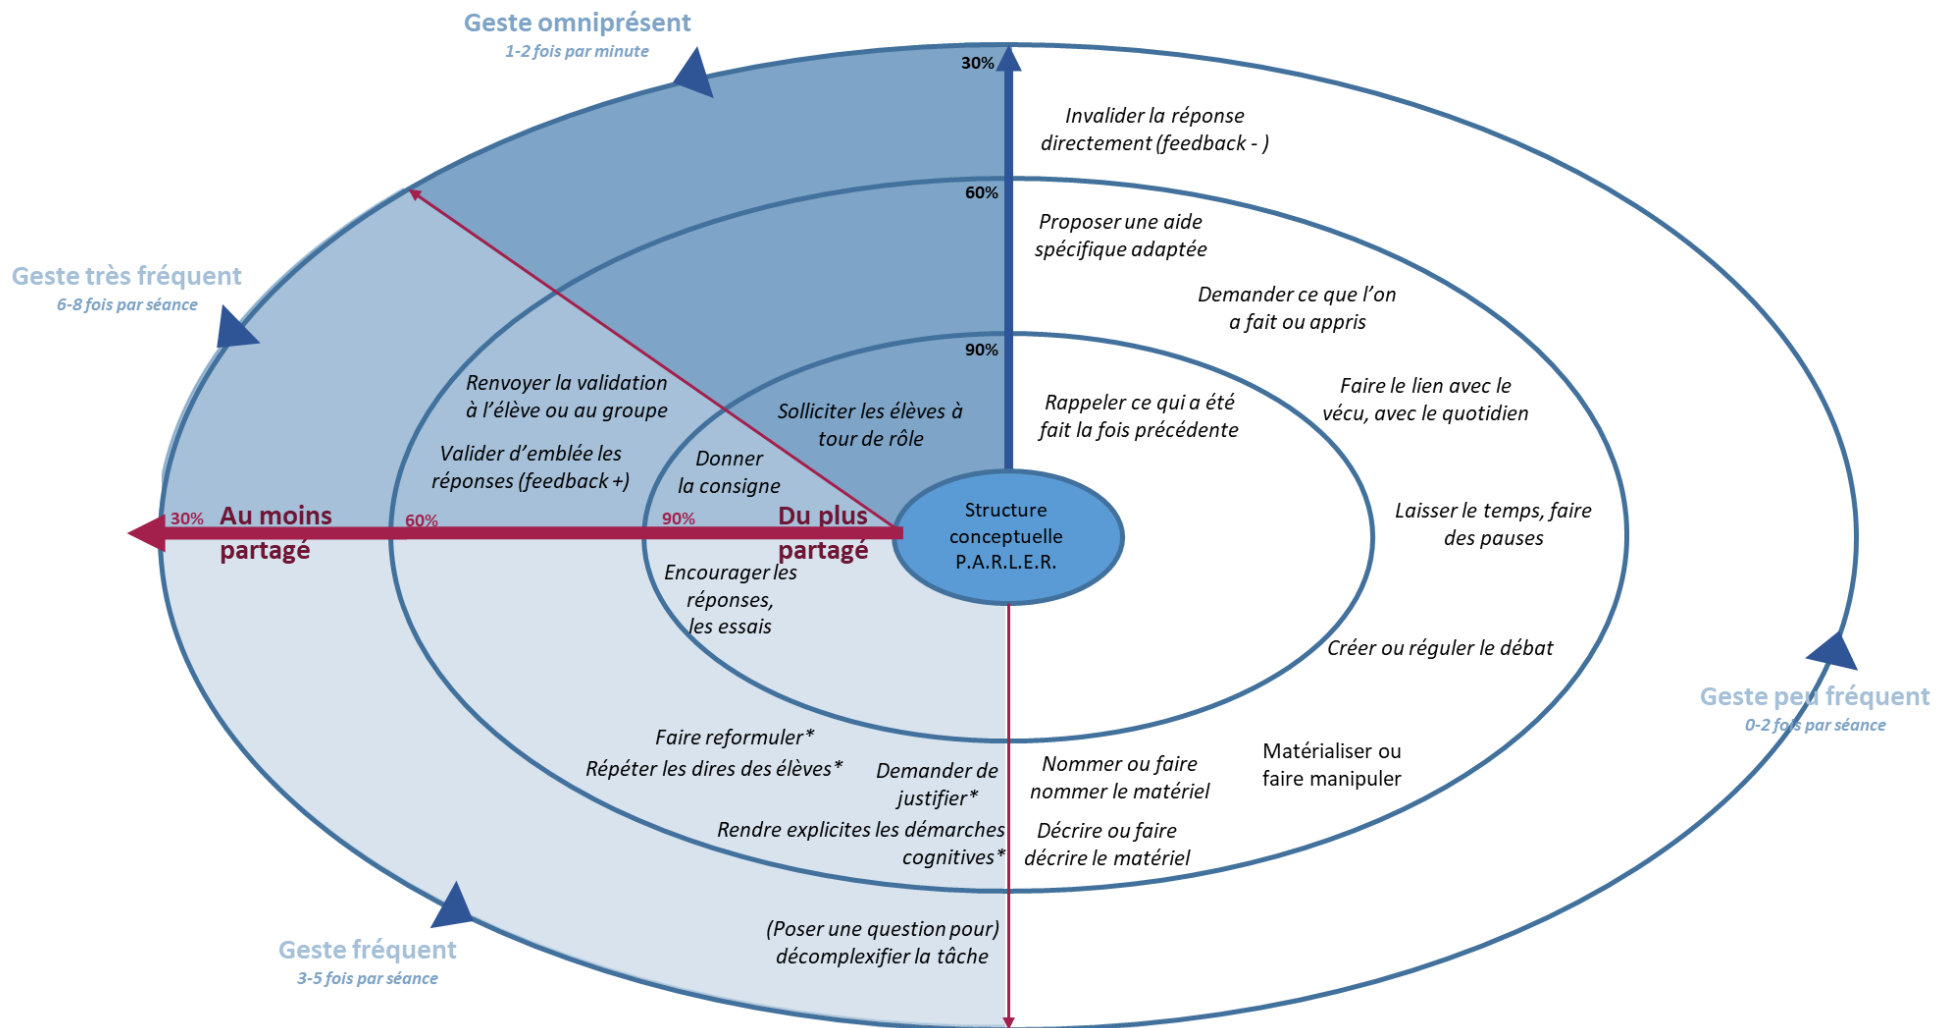 Geste omniprésent
1-2 fois par minute
30%
Invalider la réponse
directement (feedback - )
60%
Proposer une aide
spécifique adaptée
Geste très fréquent
6-8 fois par séance
Demander ce que l'on
a fait ou appris
90%
Renvoyer la validation
à l'élève ou au groupe
Solliciter les élèves à
tour de rôle
Rappeler ce qui a été
fait la fois précédente
Faire le lien avec le
vécu, avec le quotidien
Valider d'emblée les
réponses (feedback +)
Donner
la consigne
30%
Au moins
partagé
60%
90%
Du plus
partagé
Structure
conceptuelle
P.A.R.L.E.R.
Laisser le temps, faire
des pauses
Encourager les
réponses,
les essais
Créer ou réguler le débat
Geste peu fréquent
0-2 fois par séance
Faire reformuler*
Répéter les dires des élèves*
Demander de
justifier*
Nommer ou faire
nommer le matériel
Matérialiser ou
faire manipuler
Rendre explicites les démarches
cognitives*
Décrire ou faire
décrire le matériel
(Poser une question pour)
décomplexifier la tâche
Geste fréquent
3-5 fois par séance